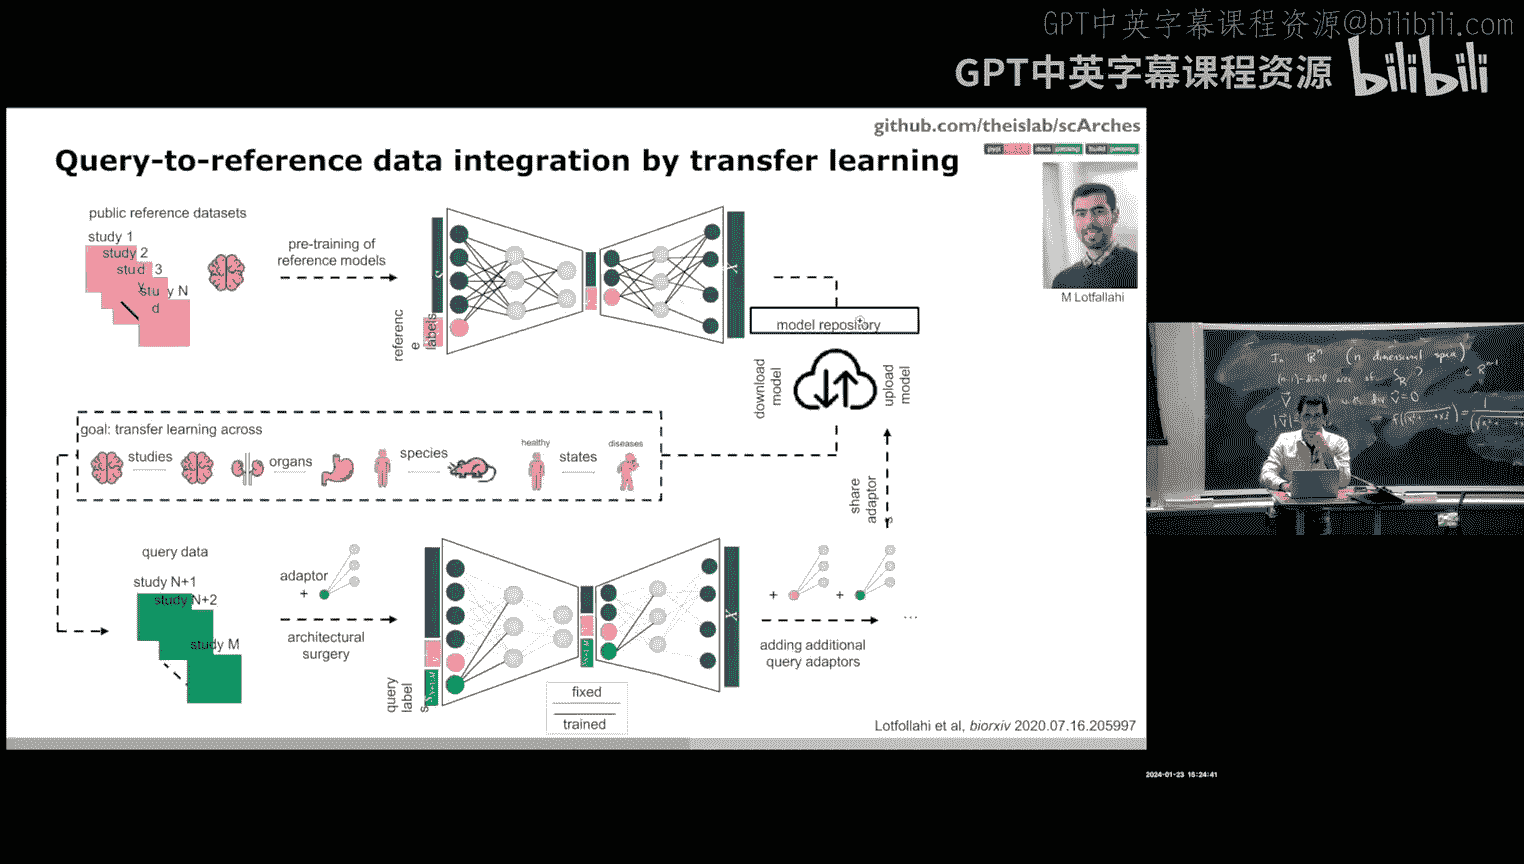 GPT中英字幕课程资源@bilibili.com
GPT中英字幕课程资源 bilibili
github.com/theislab/scArches
Query-to-reference data integration by transfer learning
public reference datasets
study 1
study 2
stud 3
y
stu y N
d
pre-training of
reference models
referenc
e labels
M Lotfallahi
model repository
download
model
upload
model
goal: transfer learning across
studies
organs
species
healthy
states
diseases
share
adaptor
s
query data
study N+1
study N+2
study M
adaptor
+
architectural
surgery
query
label
s
fixed
trained
+
+
...
adding additional
query adaptors
Lotfollahi et al, biorxiv 2020.07.16.205997
In ℝⁿ (n dimensional space)
2024-01-23 15:24:41